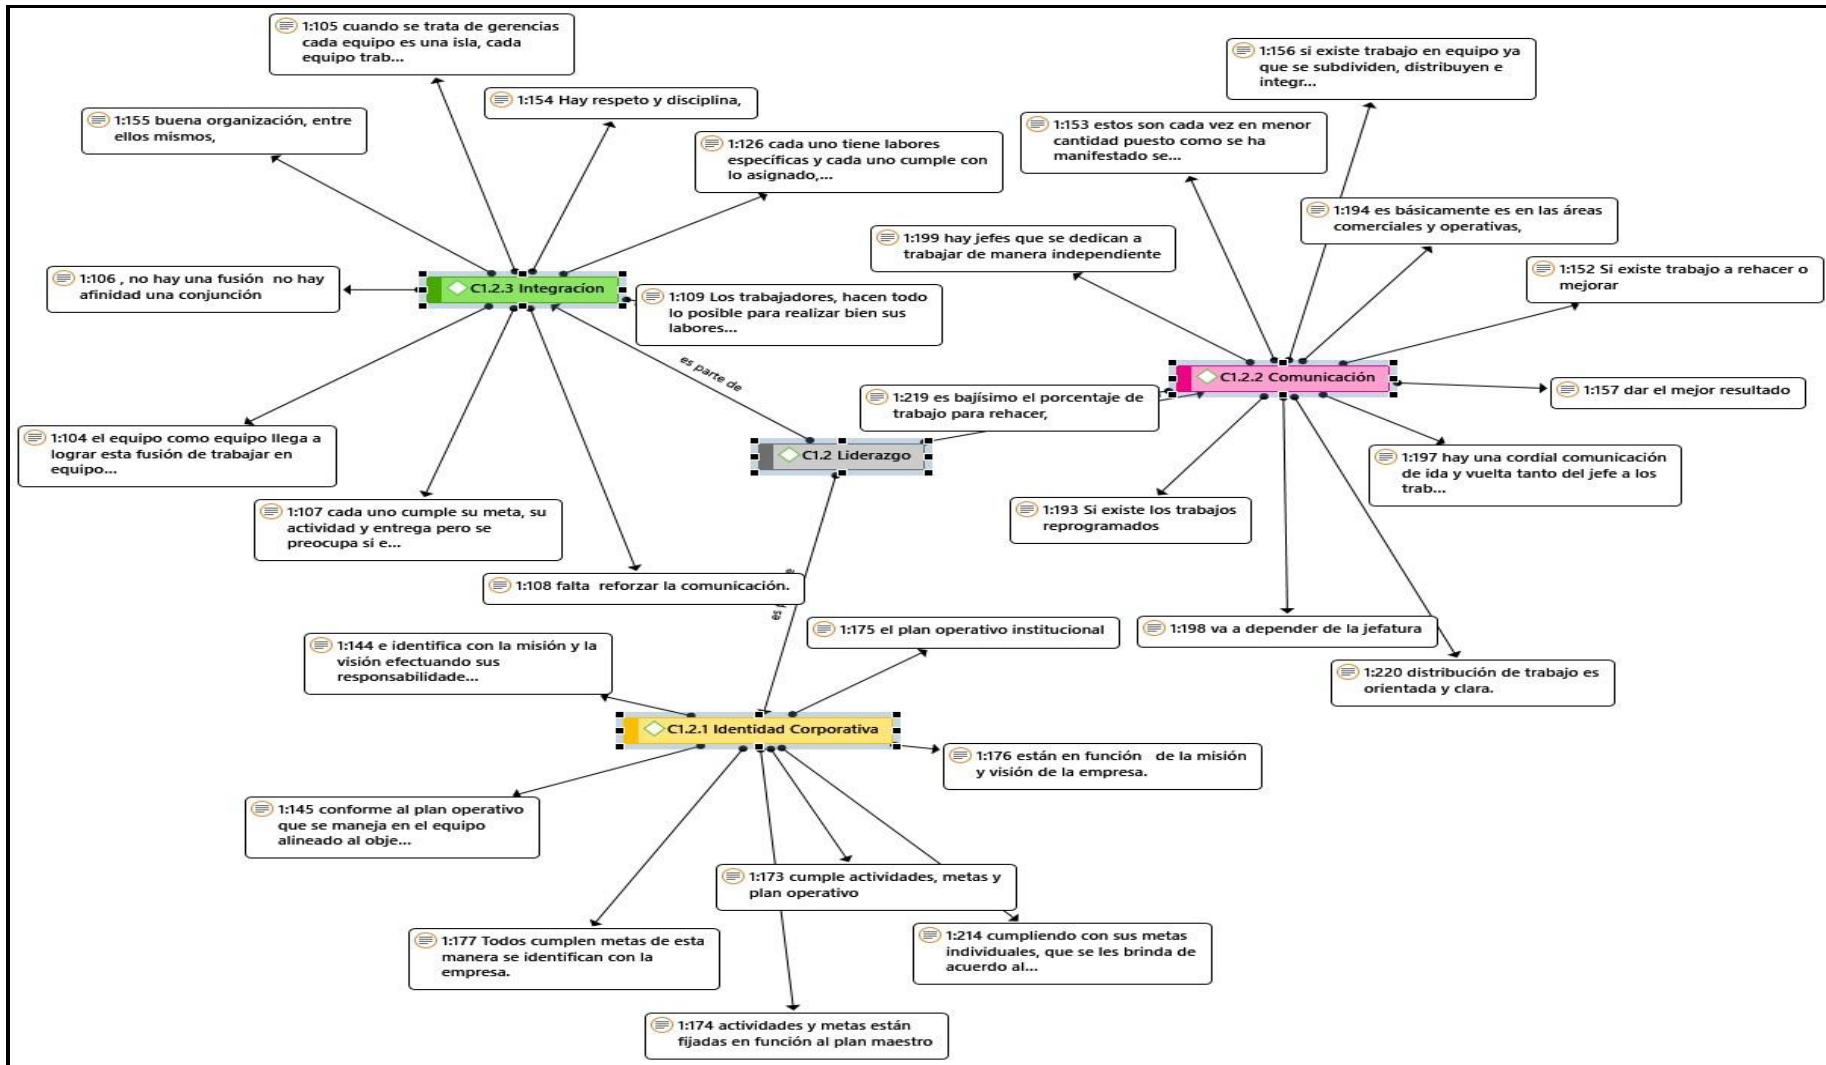 1:105 cuando se trata de gerencias
cada equipo es una isla, cada
equipo trab...
1:154 Hay respeto y disciplina,
1:155 buena organización, entre
ellos mismos,
1:126 cada uno tiene labores
específicas y cada uno cumple con
lo asignado,...
1:106 , no hay una fusión  no hay
afinidad una conjunción
C1.2.3 Integracíon
1:109 Los trabajadores, hacen todo
lo posible para realizar bien sus
labores...
es parte de
1:104 el equipo como equipo llega a
lograr esta fusión de trabajar en
equipo...
1:107 cada uno cumple su meta, su
actividad y entrega pero se
preocupa si e...
1:108 falta  reforzar la comunicación.
1:156 si existe trabajo en equipo ya
que se subdividen, distribuyen e
integr...
1:153 estos son cada vez en menor
cantidad puesto como se ha
manifestado se...
1:194 es básicamente es en las áreas
comerciales y operativas,
1:199 hay jefes que se dedican a
trabajar de manera independiente
1:152 Si existe trabajo a rehacer o
mejorar
C1.2.2 Comunicación
1:157 dar el mejor resultado
1:219 es bajísimo el porcentaje de
trabajo para rehacer,
C1.2 Liderazgo
1:197 hay una cordial comunicación
de ida y vuelta tanto del jefe a los
trab...
1:193 Si existe los trabajos
reprogramados
1:198 va a depender de la jefatura
1:220 distribución de trabajo es
orientada y clara.
1:175 el plan operativo institucional
1:144 e identifica con la misión y la
visión efectuando sus
responsabilidade...
C1.2.1 Identidad Corporativa
1:176 están en función   de la misión
y visión de la empresa.
1:145 conforme al plan operativo
que se maneja en el equipo
alineado al obje...
1:173 cumple actividades, metas y
plan operativo
1:177 Todos cumplen metas de esta
manera se identifican con la
empresa.
1:214 cumpliendo con sus metas
individuales, que se les brinda de
acuerdo al...
1:174 actividades y metas están
fijadas en función al plan maestro